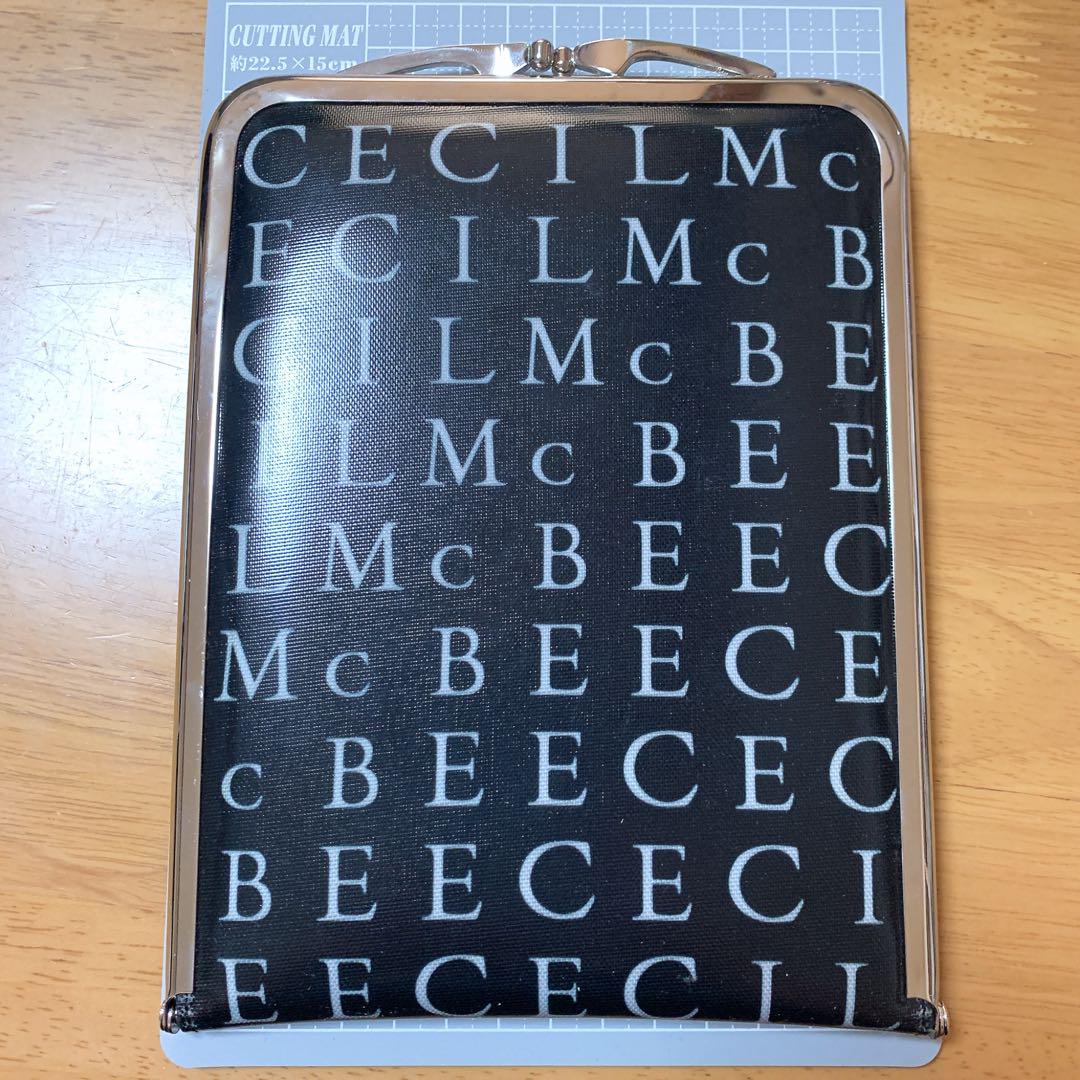 CUTTING MAT
約22.5×15cm
CECILMc
ECILMcB
CILMcBE
ILMcBEE
LMcBEEC
McBEECE
cBEECEC
BEECECI
EECECIL